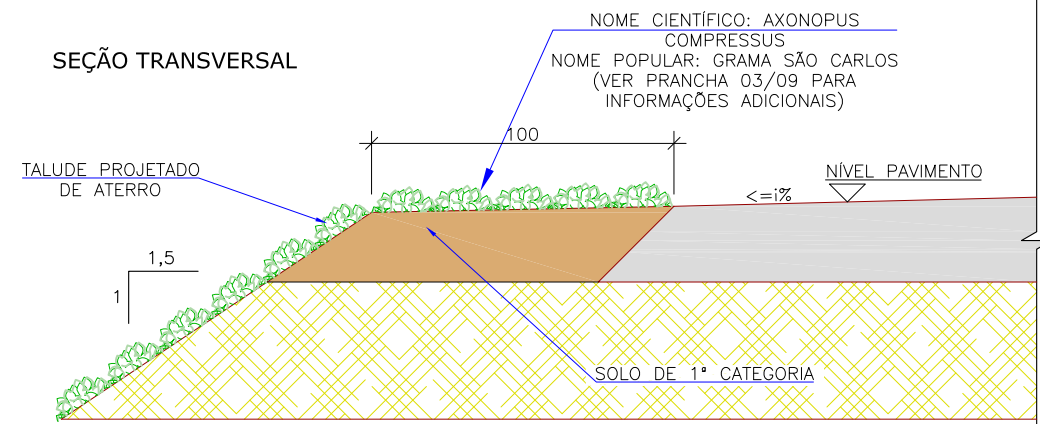 SEÇÃO TRANSVERSAL
NOME CIENTÍFICO: AXONOPUS
COMPRESSUS
NOME POPULAR: GRAMA SÃO CARLOS
(VER PRANCHA 03/09 PARA
INFORMAÇÕES ADICIONAIS)
100
TALUDE PROJETADO
DE ATERRO
NÍVEL PAVIMENTO
<=i%
1,5
1
SOLO DE 1ª CATEGORIA